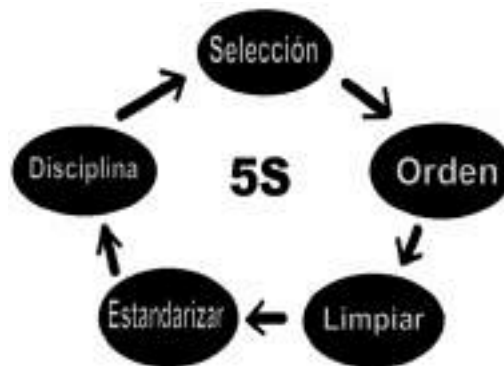 Selección
Orden
Limpiar
Estandarizar
Disciplina
5S